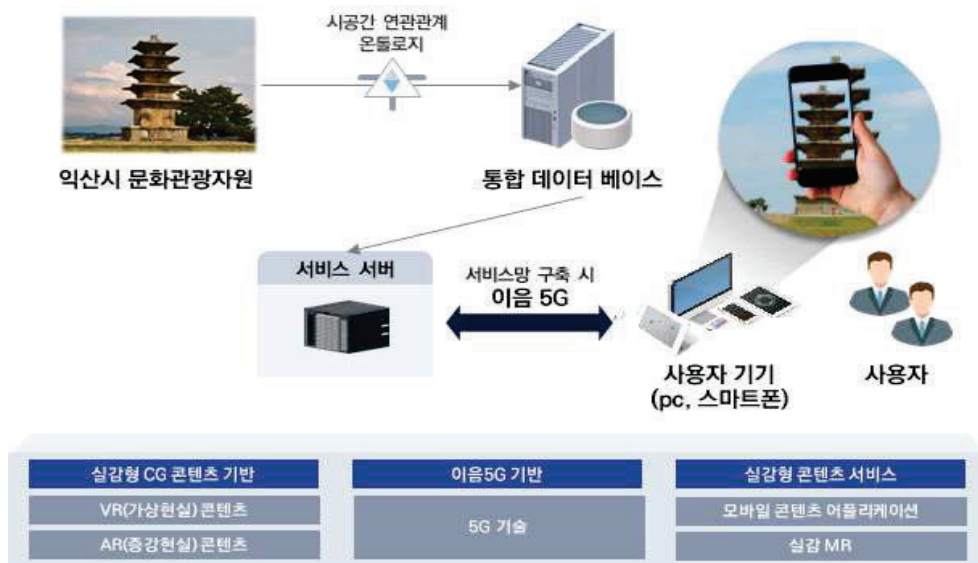 시공간 연관관계
온톨로지
익산시 문화관광자원
통합 데이터 베이스
서비스 서버
서비스망 구축 시
이음 5G
사용자 기기
(pc, 스마트폰)
사용자
실감형 CG 콘텐츠 기반
이음5G 기반
실감형 콘텐츠 서비스
VR(가상현실) 콘텐츠
5G 기술
모바일 콘텐츠 어플리케이션
AR(증강현실) 콘텐츠
실감 MR